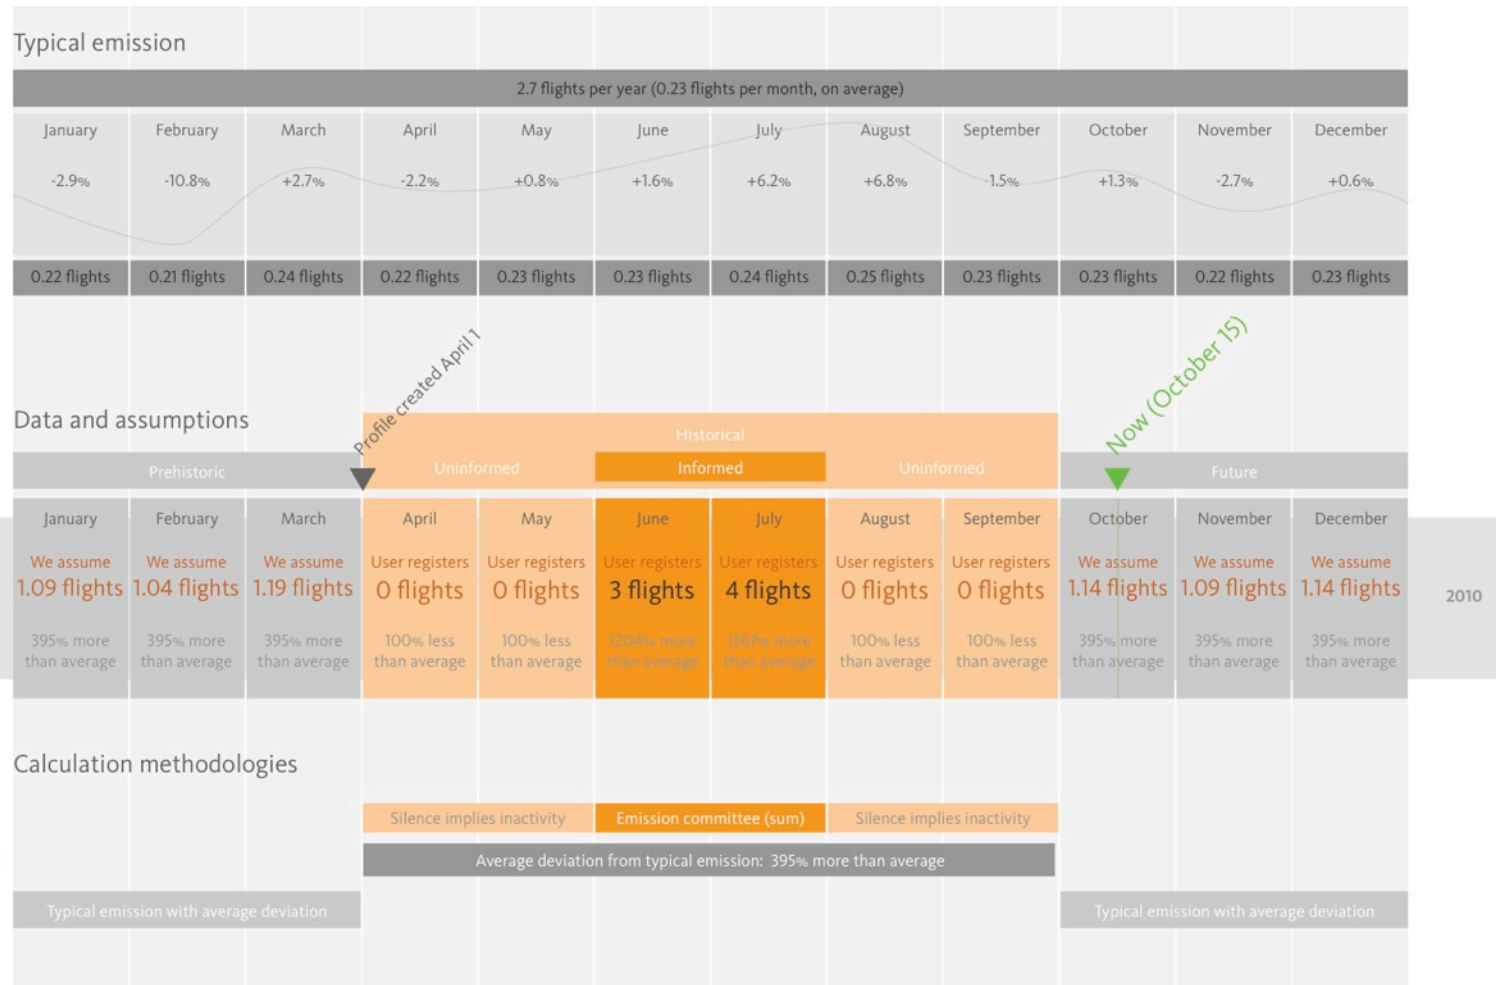 Typical emission
2.7 flights per year (0.23 flights per month, on average)
January February March April May June July August September October November December
-2.9% -10.8% +2.7% -2.2% +0.8% +1.6% +6.2% +6.8% -1.5% +1.3% -2.7% +0.6%
0.22 flights 0.21 flights 0.24 flights 0.22 flights 0.23 flights 0.23 flights 0.24 flights 0.25 flights 0.23 flights 0.23 flights 0.22 flights 0.23 flights
Profile created April 1
Now (October 15)
Data and assumptions
Historical
Prehistoric Uninformed Informed Uninformed Future
January February March April May June July August September October November December
We assume We assume We assume User registers User registers User registers User registers User registers User registers We assume We assume We assume
1.09 flights 1.04 flights 1.19 flights 0 flights 0 flights 3 flights 4 flights 0 flights 0 flights 1.14 flights 1.09 flights 1.14 flights
2010
395% more 395% more 395% more 100% less 100% less 1204% more 1567% more 100% less 100% less 395% more 395% more 395% more
than average than average than average than average than average than average than average than average than average than average than average than average
Calculation methodologies
Silence implies inactivity Emission committee (sum) Silence implies inactivity
Average deviation from typical emission: 395% more than average
Typical emission with average deviation Typical emission with average deviation